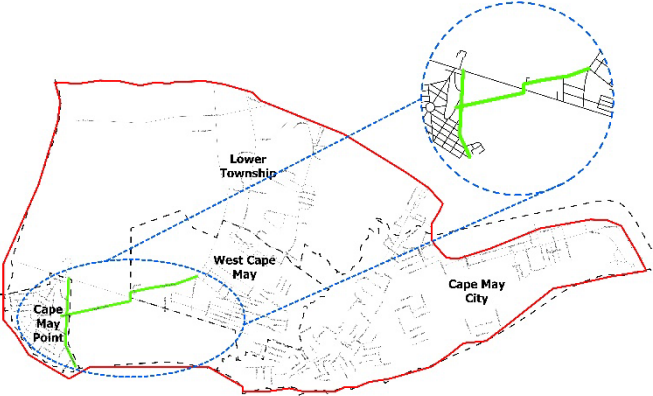 Lower
Township
West Cape
May
Cape May
City
Cape
May
Point